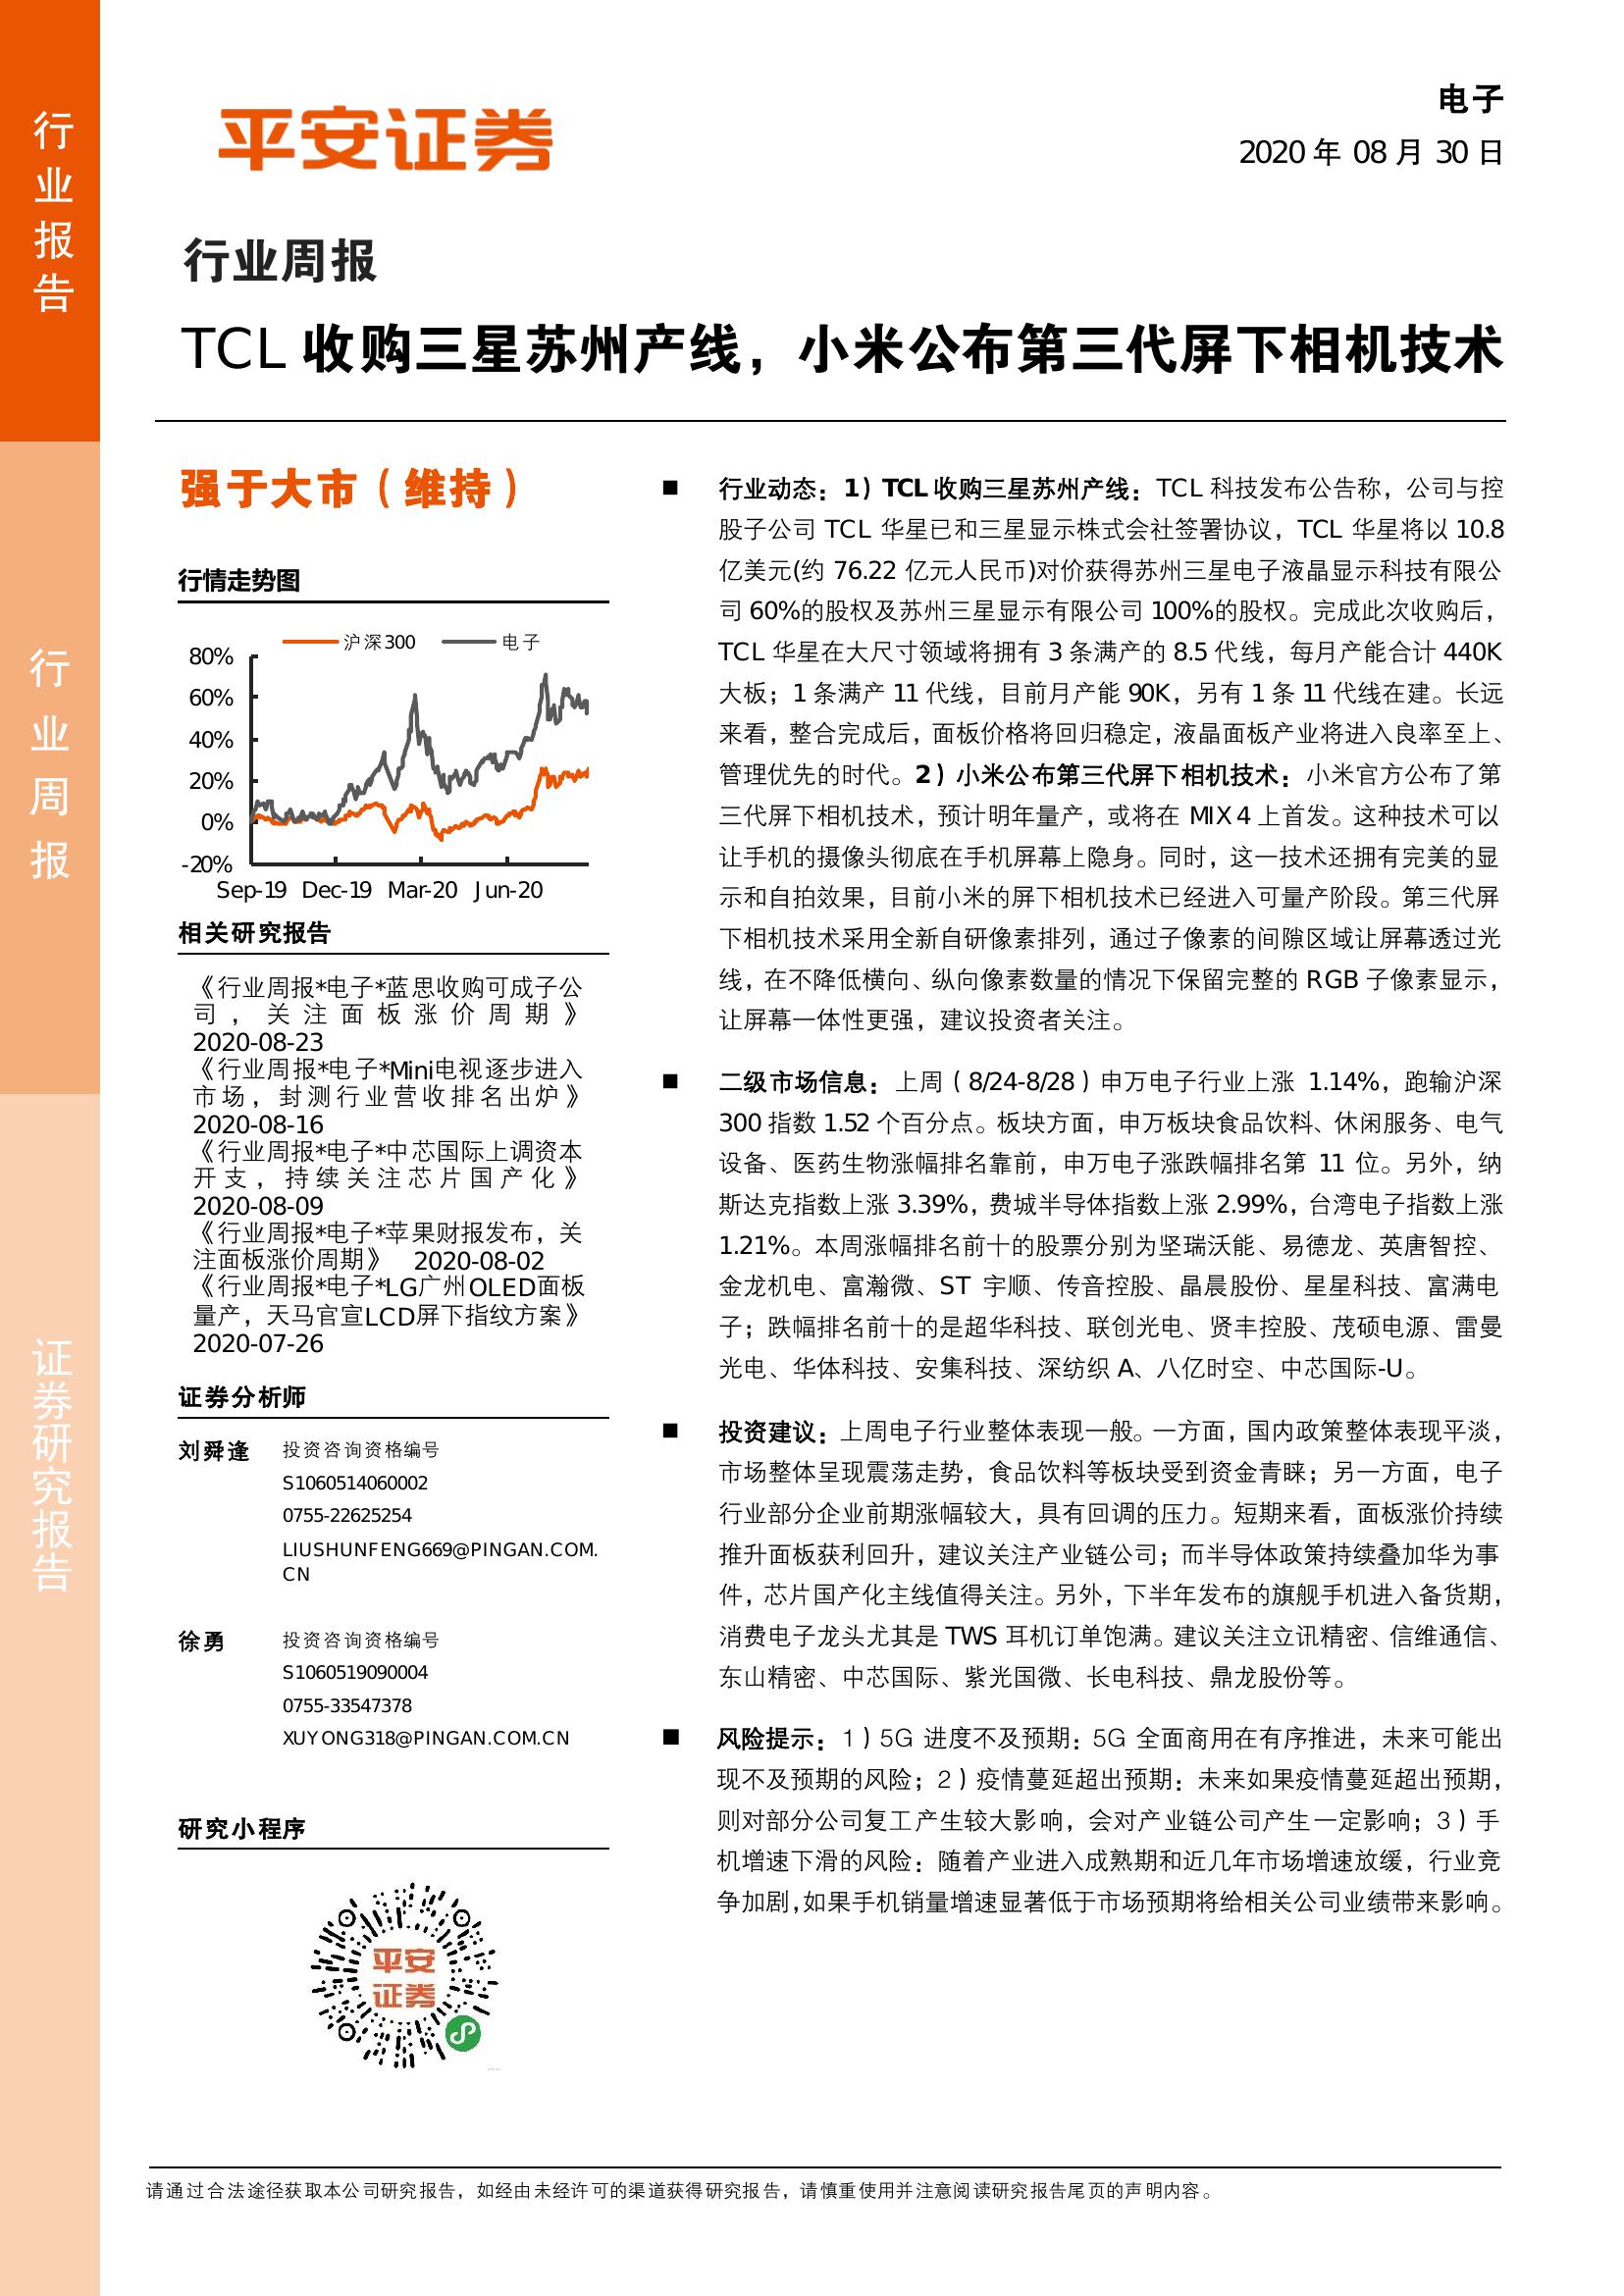 行业报告
行业周报
证券研究报告
平安证券
电子
2020 年 08 月 30 日
行业周报
TCL 收购三星苏州产线，小米公布第三代屏下相机技术
强于大市（维持）
行情走势图
沪深300 电子
80%
60%
40%
20%
0%
-20%
Sep-19 Dec-19 Mar-20 Jun-20
相关研究报告
《行业周报*电子*蓝思收购可成子公
司，关注面板涨价周期》
2020-08-23
《行业周报*电子*Mini电视逐步进入
市场，封测行业营收排名出炉》
2020-08-16
《行业周报*电子*中芯国际上调资本
开支，持续关注芯片国产化》
2020-08-09
《行业周报*电子*苹果财报发布，关
注面板涨价周期》 2020-08-02
《行业周报*电子*LG广州OLED面板
量产，天马官宣LCD屏下指纹方案》
2020-07-26
证券分析师
刘舜逢 投资咨询资格编号
S1060514060002
0755-22625254
LIUSHUNFENG669@PINGAN.COM.
CN
徐勇 投资咨询资格编号
S1060519090004
0755-33547378
XUYONG318@PINGAN.COM.CN
研究小程序
平安
证券
■ 行业动态：1）TCL 收购三星苏州产线：TCL 科技发布公告称，公司与控
股子公司 TCL 华星已和三星显示株式会社签署协议，TCL 华星将以 10.8
亿美元(约 76.22 亿元人民币)对价获得苏州三星电子液晶显示科技有限公
司 60%的股权及苏州三星显示有限公司 100%的股权。完成此次收购后，
TCL 华星在大尺寸领域将拥有 3 条满产的 8.5 代线，每月产能合计 440K
大板；1 条满产 11 代线，目前月产能 90K，另有 1 条 11 代线在建。长远
来看，整合完成后，面板价格将回归稳定，液晶面板产业将进入良率至上、
管理优先的时代。2）小米公布第三代屏下相机技术：小米官方公布了第
三代屏下相机技术，预计明年量产，或将在 MIX4 上首发。这种技术可以
让手机的摄像头彻底在手机屏幕上隐身。同时，这一技术还拥有完美的显
示和自拍效果，目前小米的屏下相机技术已经进入可量产阶段。第三代屏
下相机技术采用全新自研像素排列，通过子像素的间隙区域让屏幕透过光
线，在不降低横向、纵向像素数量的情况下保留完整的 RGB 子像素显示，
让屏幕一体性更强，建议投资者关注。
■ 二级市场信息：上周（8/24-8/28）申万电子行业上涨 1.14%，跑输沪深
300 指数 1.52 个百分点。板块方面，申万板块食品饮料、休闲服务、电气
设备、医药生物涨幅排名靠前，申万电子涨跌幅排名第 11 位。另外，纳
斯达克指数上涨 3.39%，费城半导体指数上涨 2.99%，台湾电子指数上涨
1.21%。本周涨幅排名前十的股票分别为坚瑞沃能、易德龙、英唐智控、
金龙机电、富瀚微、ST 宇顺、传音控股、晶晨股份、星星科技、富满电
子；跌幅排名前十的是超华科技、联创光电、贤丰控股、茂硕电源、雷曼
光电、华体科技、安集科技、深纺织 A、八亿时空、中芯国际-U。
■ 投资建议：上周电子行业整体表现一般。一方面，国内政策整体表现平淡，
市场整体呈现震荡走势，食品饮料等板块受到资金青睐；另一方面，电子
行业部分企业前期涨幅较大，具有回调的压力。短期来看，面板涨价持续
推升面板获利回升，建议关注产业链公司；而半导体政策持续叠加华为事
件，芯片国产化主线值得关注。另外，下半年发布的旗舰手机进入备货期，
消费电子龙头尤其是 TWS 耳机订单饱满。建议关注立讯精密、信维通信、
东山精密、中芯国际、紫光国微、长电科技、鼎龙股份等。
■ 风险提示：1）5G 进度不及预期：5G 全面商用在有序推进，未来可能出
现不及预期的风险；2）疫情蔓延超出预期：未来如果疫情蔓延超出预期，
则对部分公司复工产生较大影响，会对产业链公司产生一定影响；3）手
机增速下滑的风险：随着产业进入成熟期和近几年市场增速放缓，行业竞
争加剧，如果手机销量增速显著低于市场预期将给相关公司业绩带来影响。
请通过合法途径获取本公司研究报告，如经由未经许可的渠道获得研究报告，请慎重使用并注意阅读研究报告尾页的声明内容。